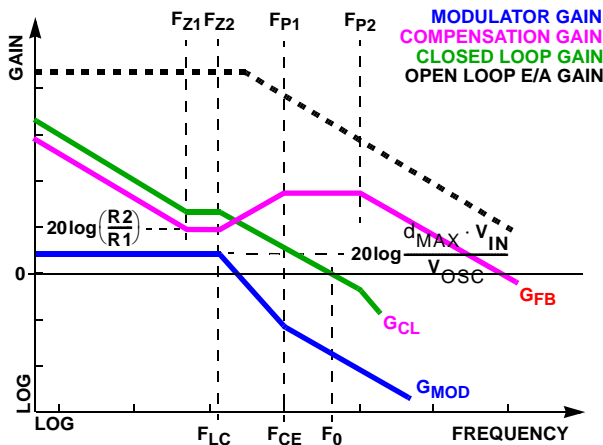 F_Z1 F_Z2 F_P1 F_P2
MODULATOR GAIN
COMPENSATION GAIN
CLOSED LOOP GAIN
OPEN LOOP E/A GAIN
GAIN
20log(R2/R1)
20log (d_MAX · V_IN)/V_OSC
0
G_FB
G_CL
G_MOD
LOG
LOG
F_LC F_CE F_0
FREQUENCY